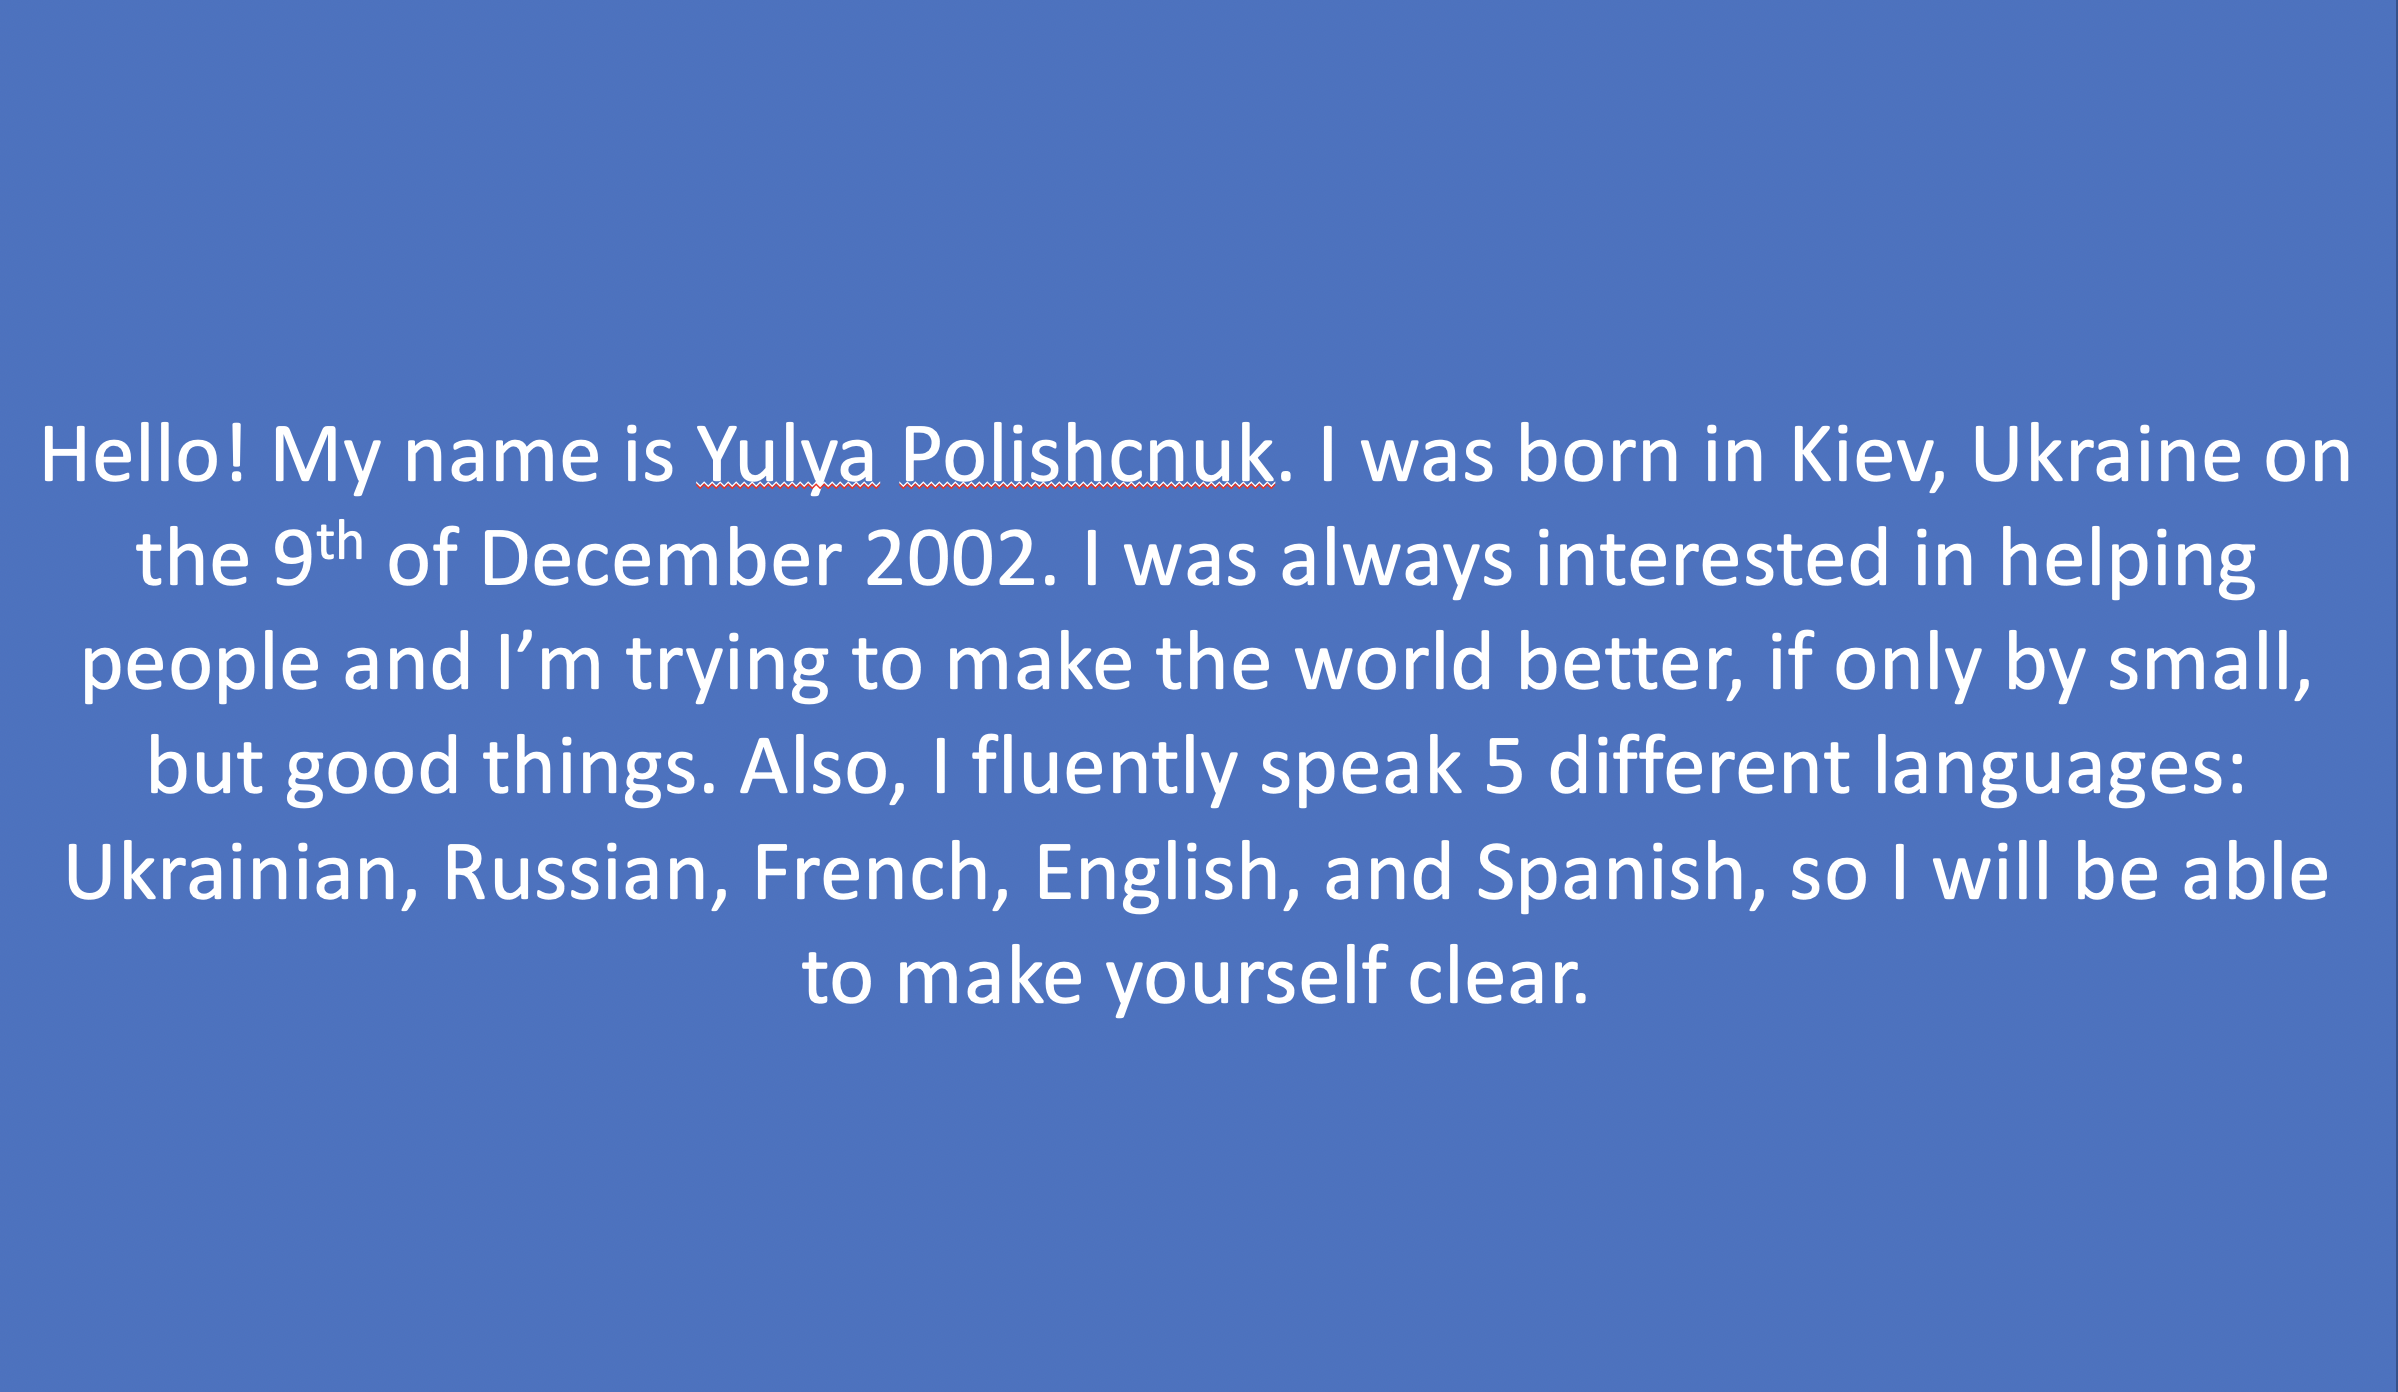 Hello! My name is Yulya Polishcnuk. I was born in Kiev, Ukraine on
the 9th of December 2002. I was always interested in helping
people and I’m trying to make the world better, if only by small,
but good things. Also, I fluently speak 5 different languages:
Ukrainian, Russian, French, English, and Spanish, so I will be able
to make yourself clear.